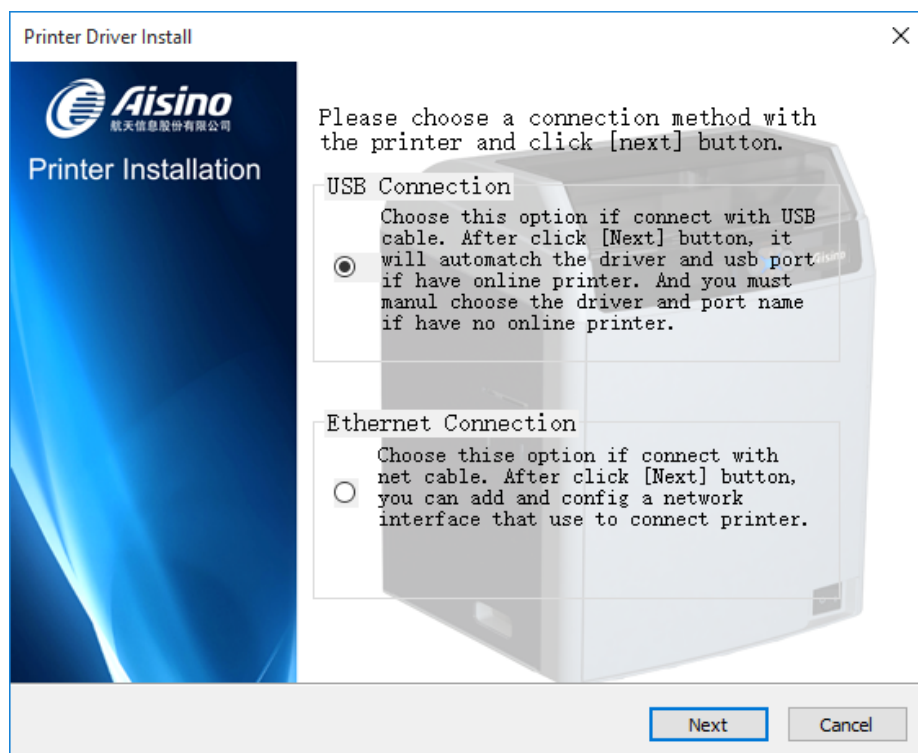 Printer Driver Install
Aisino
航天信息股份有限公司
Printer Installation
Please choose a connection method with
the printer and click [next] button.
USB Connection
Choose this option if connect with USB
cable. After click [Next] button, it
will automatch the driver and usb port
if have online printer. And you must
manul choose the driver and port name
if have no online printer.
Aisino
Ethernet Connection
Choose thise option if connect with
net cable. After click [Next] button,
you can add and config a network
interface that use to connect printer.
Next
Cancel